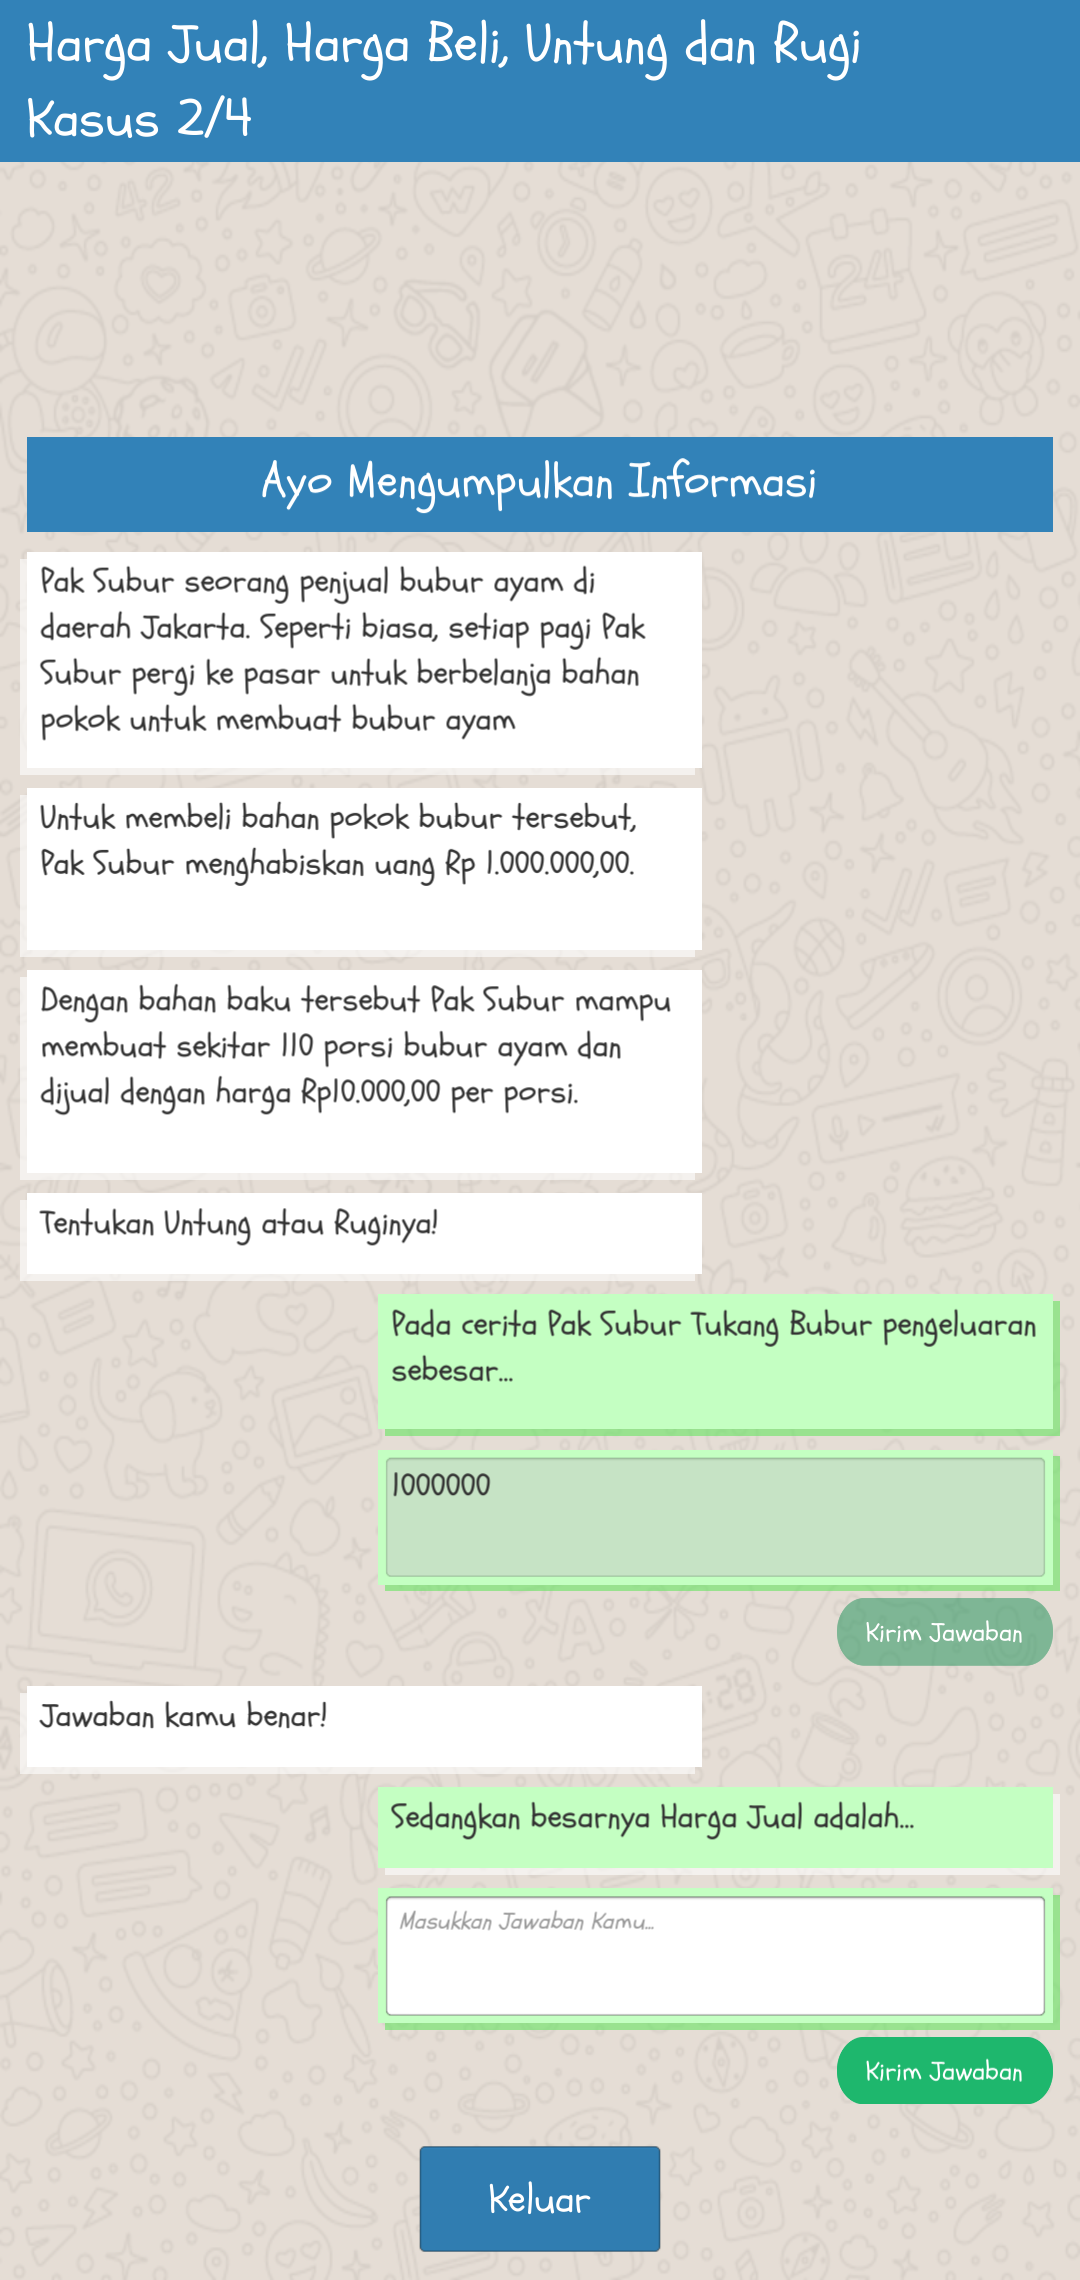 Harga Jual, Harga Beli, Untung dan Rugi
Kasus 2/4
Ayo Mengumpulkan Informasi
Pak Subur seorang penjual bubur ayam di
daerah Jakarta. Seperti biasa, setiap pagi Pak
Subur pergi ke pasar untuk berbelanja bahan
pokok untuk membuat bubur ayam
Untuk membeli bahan pokok bubur tersebut,
Pak Subur menghabiskan uang Rp 1.000.000,00.
Dengan bahan baku tersebut Pak Subur mampu
membuat sekitar 110 porsi bubur ayam dan
dijual dengan harga Rp10.000,00 per porsi.
Tentukan Untung atau Ruginya!
Pada cerita Pak Subur Tukang Bubur pengeluaran
sebesar...
1000000
Kirim Jawaban
Jawaban kamu benar!
Sedangkan besarnya Harga Jual adalah...
Masukkan Jawaban Kamu...
Kirim Jawaban
Keluar